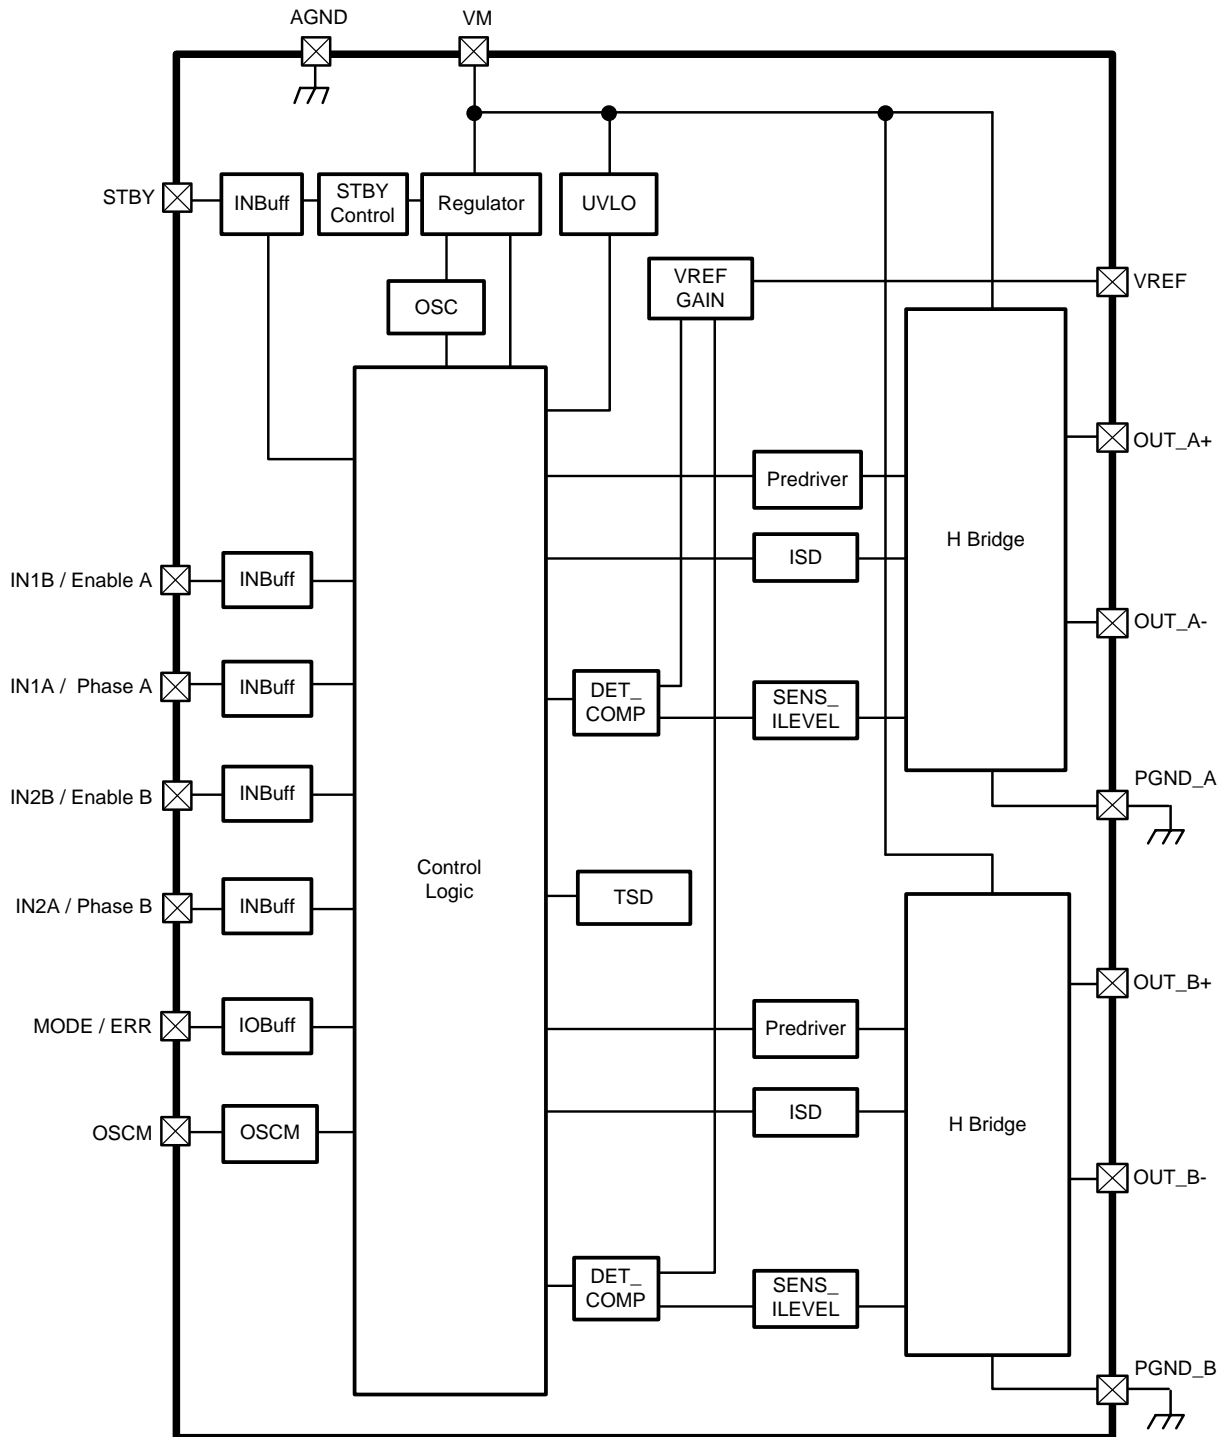 AGND
VM
STBY
INBuff
STBY
Control
Regulator
UVLO
VREF
GAIN
VREF
OSC
OUT_A+
Predriver
H Bridge
ISD
IN1B / Enable A
INBuff
OUT_A-
IN1A / Phase A
INBuff
DET_
COMP
SENS_
ILEVEL
PGND_A
IN2B / Enable B
INBuff
Control
Logic
TSD
IN2A / Phase B
INBuff
OUT_B+
MODE / ERR
IOBuff
Predriver
OSCM
OSCM
ISD
H Bridge
OUT_B-
DET_
COMP
SENS_
ILEVEL
PGND_B